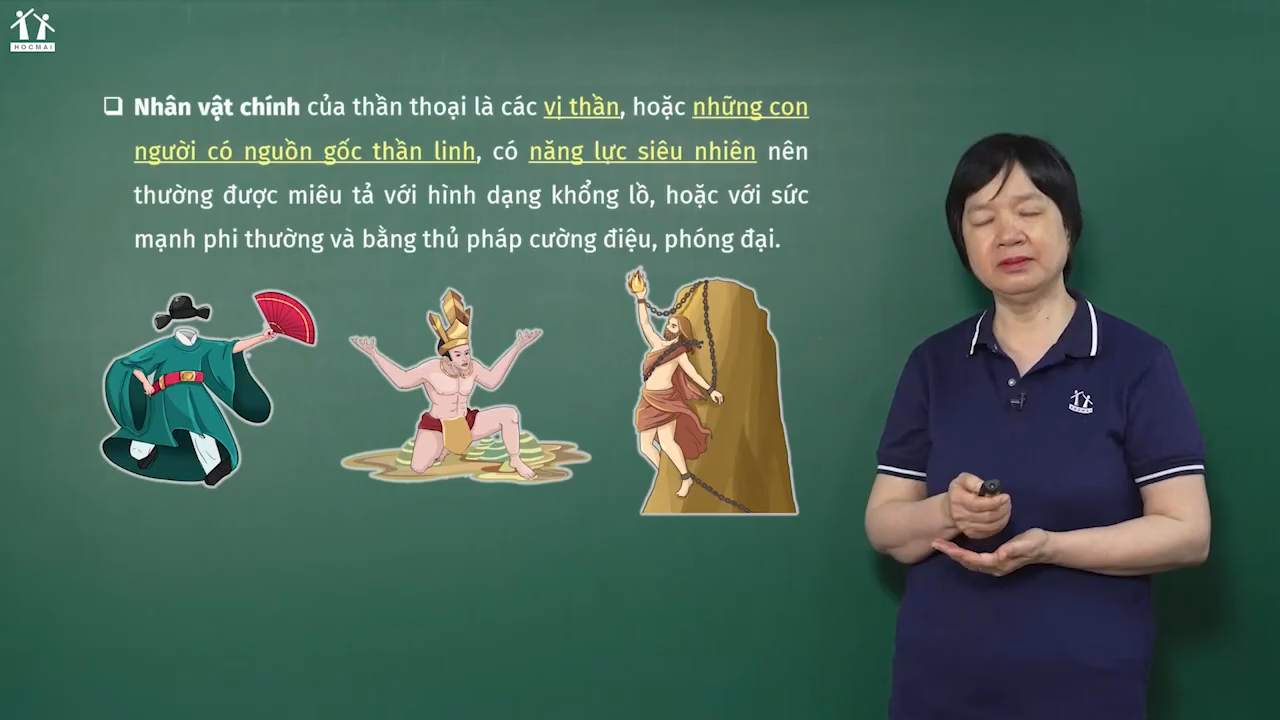 HOCMAI
❑ Nhân vật chính của thần thoại là các vị thần, hoặc những con
người có nguồn gốc thần linh, có năng lực siêu nhiên nên
thường được miêu tả với hình dạng khổng lồ, hoặc với sức
mạnh phi thường và bằng thủ pháp cường điệu, phóng đại.
HOCMAI